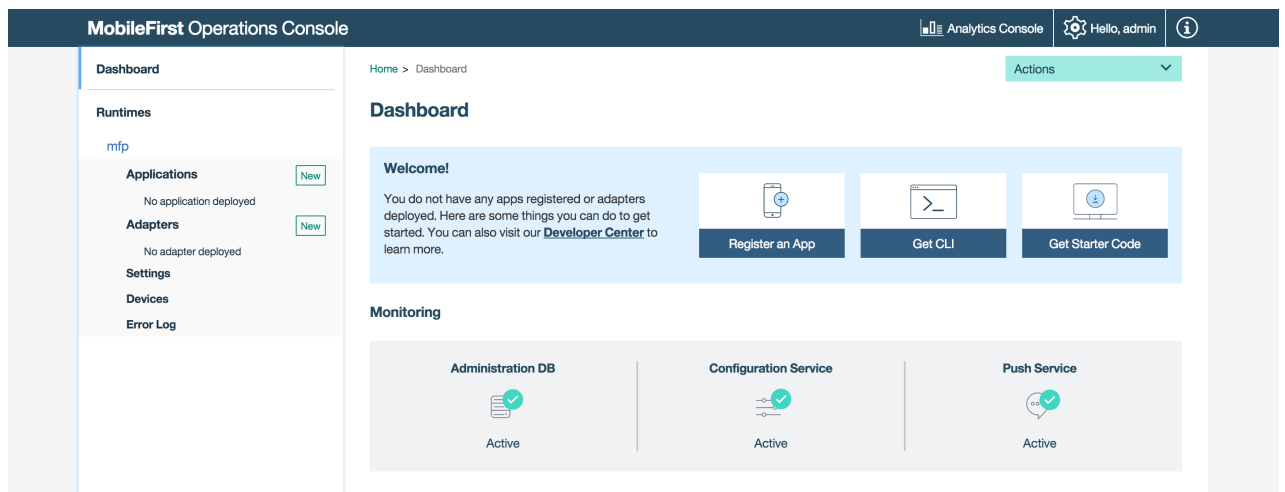 MobileFirst Operations Console
Analytics Console
Hello, admin
Dashboard
Runtimes
mfp
Applications
New
No application deployed
Adapters
New
No adapter deployed
Settings
Devices
Error Log
Home > Dashboard
Actions
Dashboard
Welcome!
You do not have any apps registered or adapters
deployed. Here are some things you can do to get
started. You can also visit our Developer Center to
learn more.
Register an App
Get CLI
Get Starter Code
Monitoring
Administration DB
Configuration Service
Push Service
Active
Active
Active